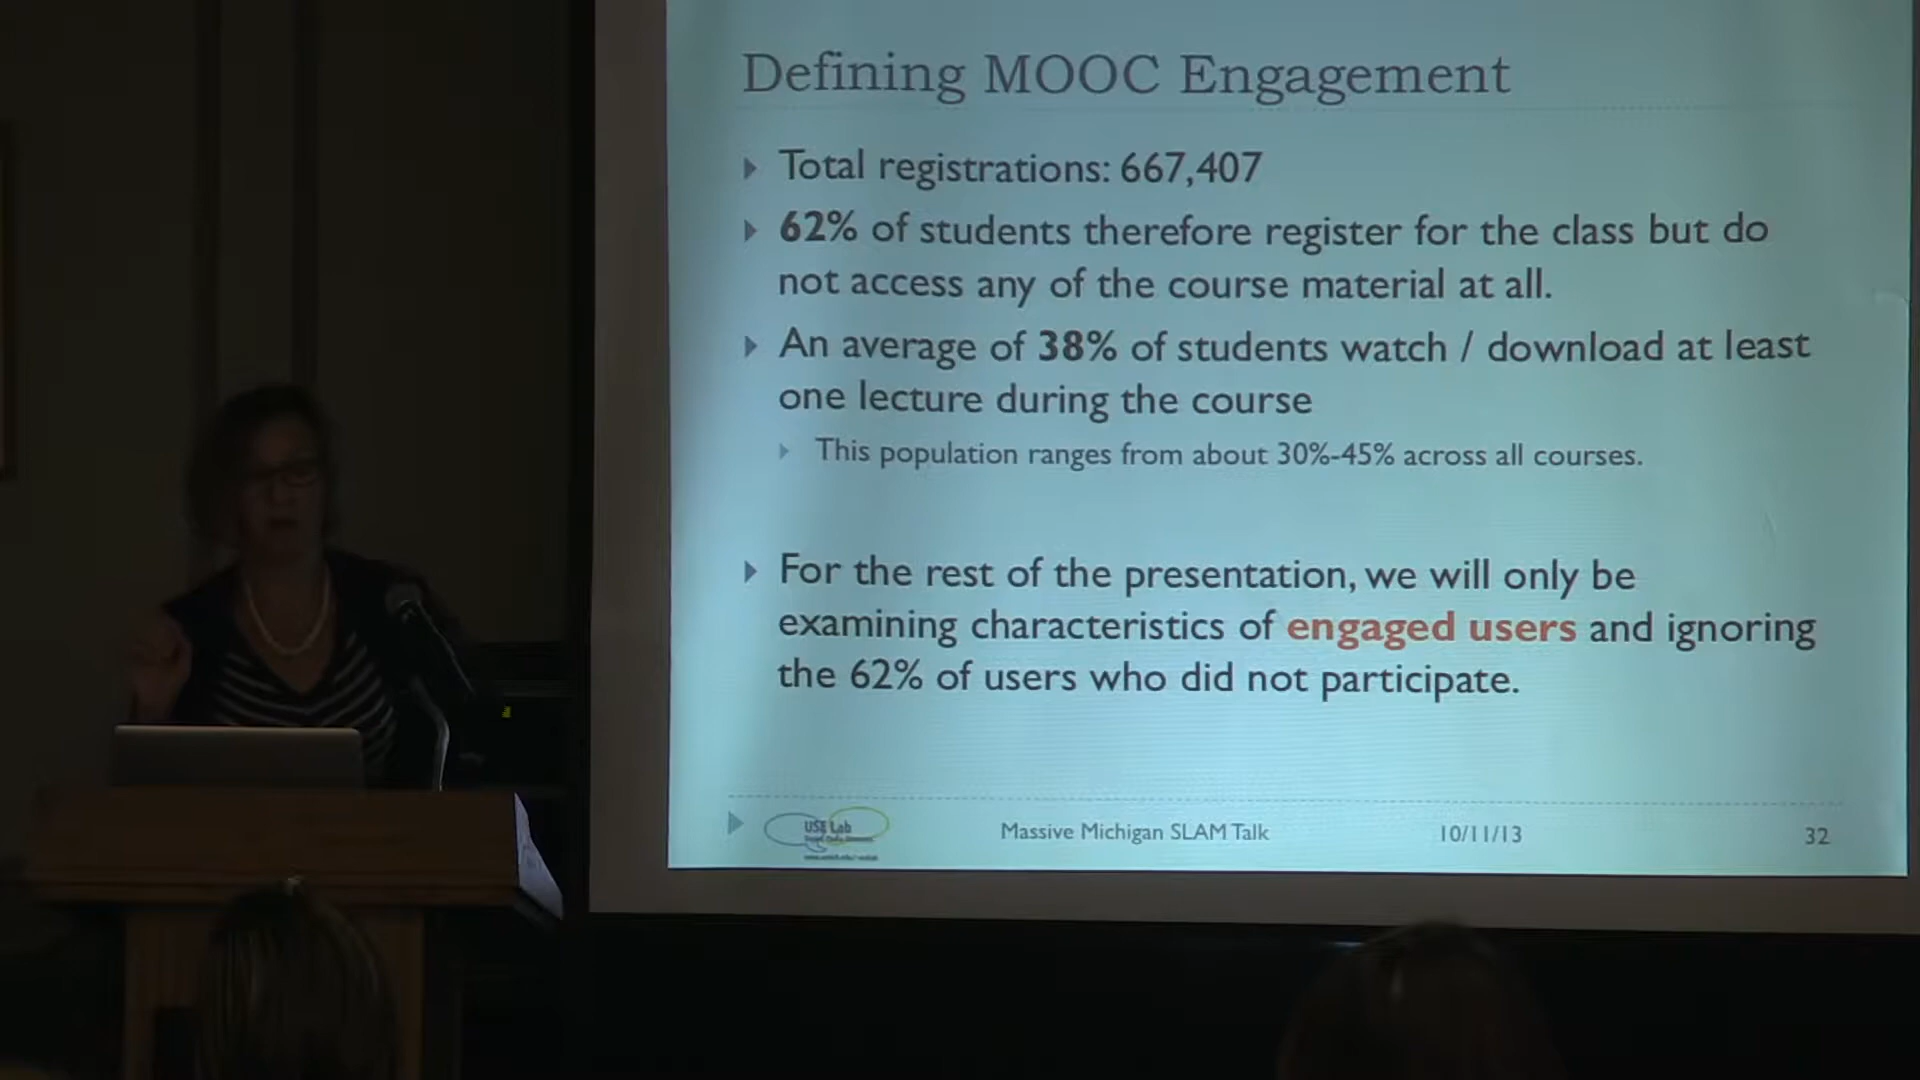 Defining MOOC Engagement
Total registrations: 667,407
62% of students therefore register for the class but do
not access any of the course material at all.
An average of 38% of students watch / download at least
one lecture during the course
This population ranges from about 30%-45% across all courses.
For the rest of the presentation, we will only be
examining characteristics of engaged users and ignoring
the 62% of users who did not participate.
USE Lab
Massive Michigan SLAM Talk
10/11/13
32